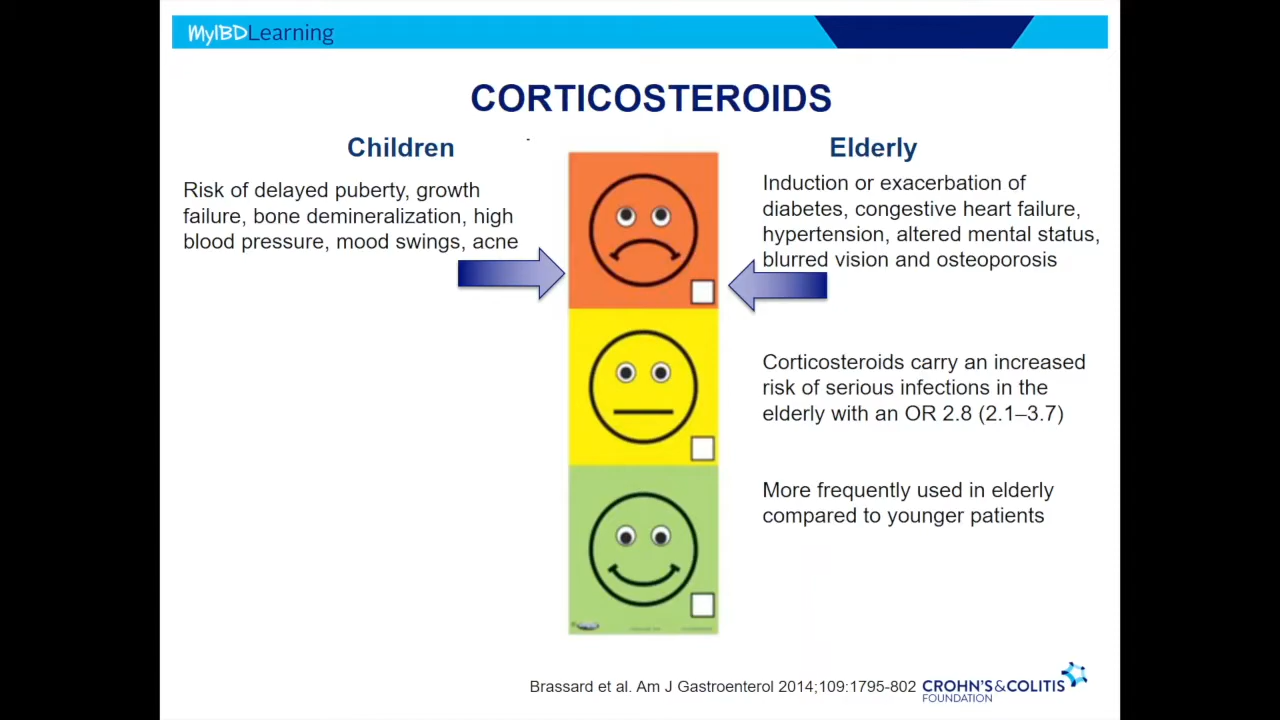 MyIBDLearning
CORTICOSTEROIDS
Children
Risk of delayed puberty, growth
failure, bone demineralization, high
blood pressure, mood swings, acne
Elderly
Induction or exacerbation of
diabetes, congestive heart failure,
hypertension, altered mental status,
blurred vision and osteoporosis
Corticosteroids carry an increased
risk of serious infections in the
elderly with an OR 2.8 (2.1–3.7)
More frequently used in elderly
compared to younger patients
Brassard et al. Am J Gastroenterol 2014;109:1795-802
CROHN'S&COLITIS
FOUNDATION